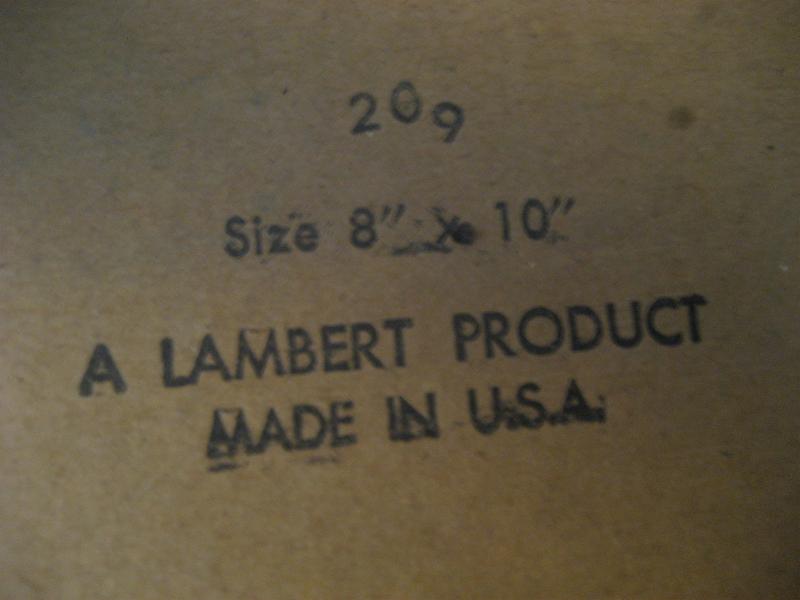 209
Size 8" x 10"
A LAMBERT PRODUCT
MADE IN U.S.A.